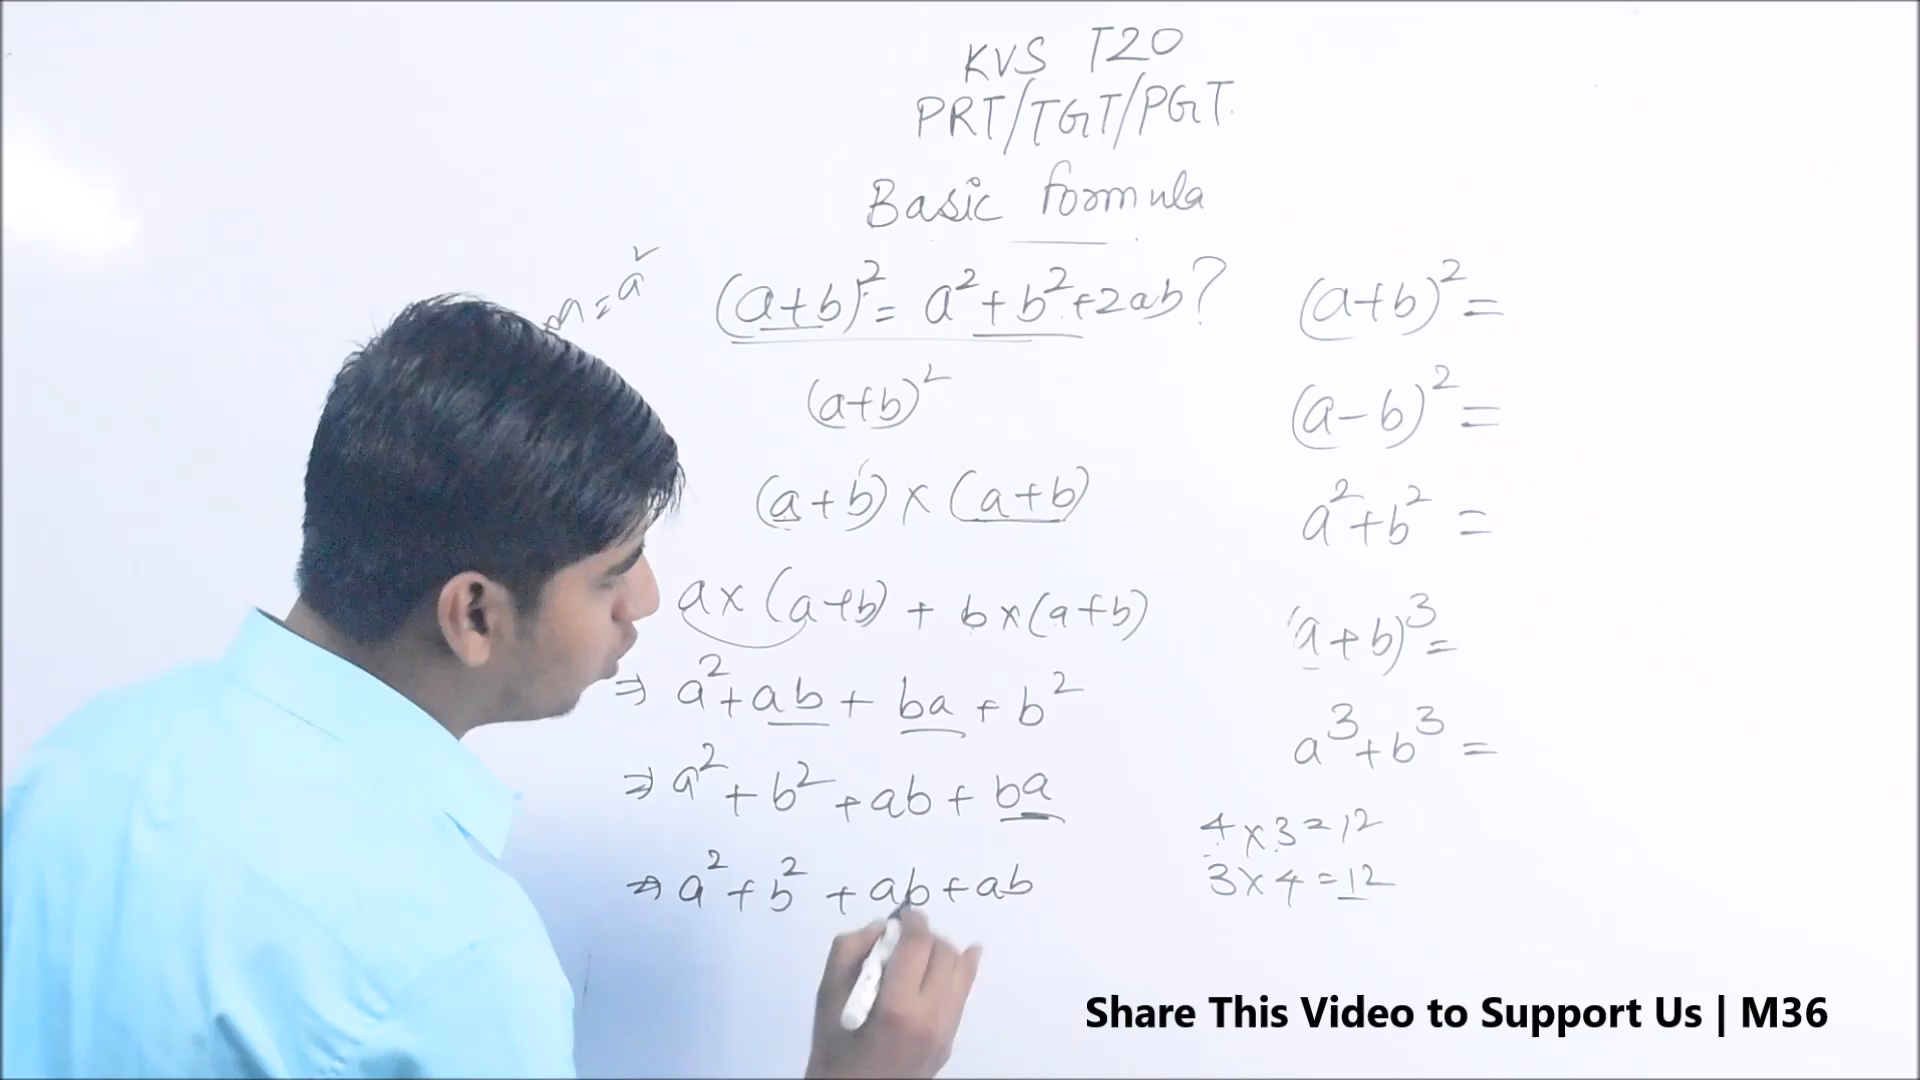 KVS T20
PRT/TGT/PGT
Basic formula
(a+b)² = a²+b²+2ab?
(a+b)²
(a+b) × (a+b)
a×(a+b) + b×(a+b)
⇒ a²+ab + ba + b²
⇒ a² + b² + ab + ba
⇒ a² + b² + ab + ab
(a+b)² =
(a-b)² =
a²+b² =
(a+b)³ =
a³+b³ =
4×3=12
3×4=12
Share This Video to Support Us | M36